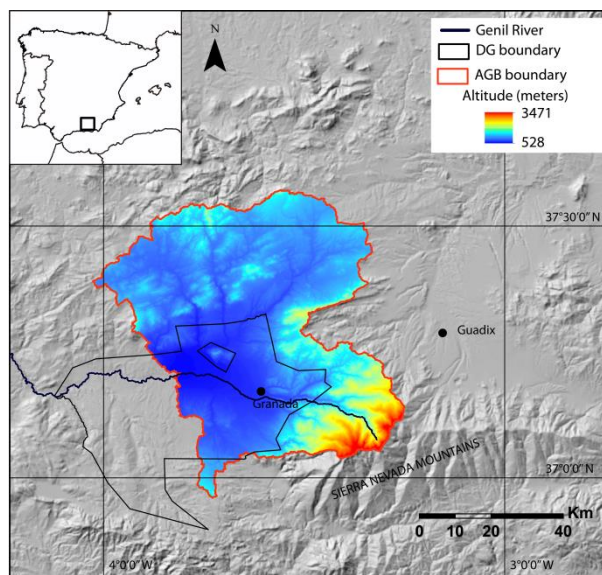 N
Genil River
DG boundary
AGB boundary
Altitude (meters)
3471
528
37°30'0" N
Guadix
Granada
SIERRA NEVADA MOUNTAINS
37°0'0" N
Km
0 10 20 40
4°0'0"W
3°0'0"W